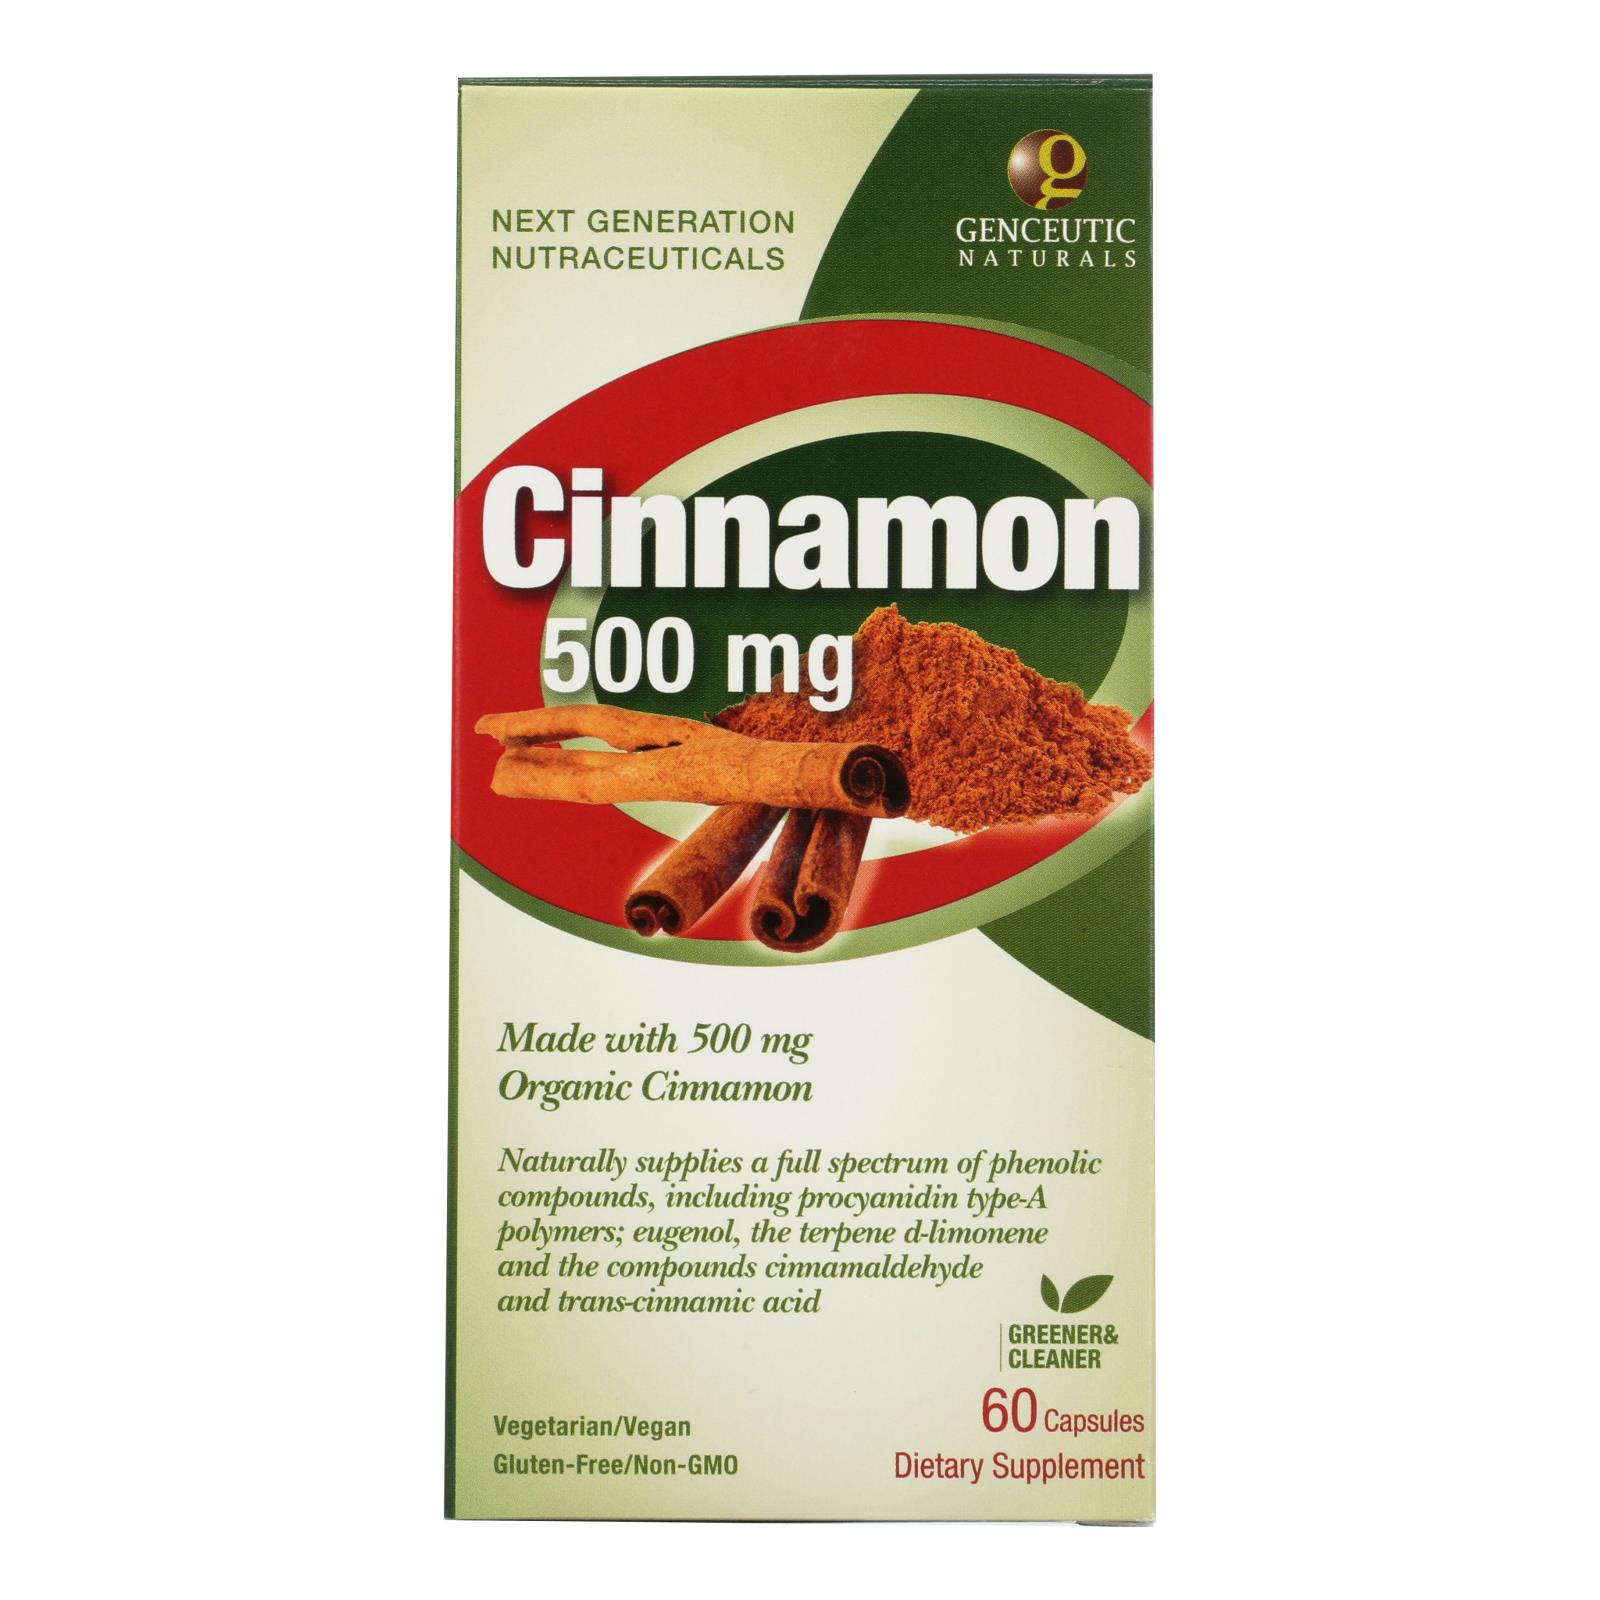 NEXT GENERATION
NUTRACEUTICALS
g
GENCEUTIC
NATURALS
Cinnamon
500 mg
Made with 500 mg
Organic Cinnamon
Naturally supplies a full spectrum of phenolic
compounds, including procyanidin type-A
polymers; eugenol, the terpene d-limonene
and the compounds cinnamaldehyde
and trans-cinnamic acid
GREENER&
CLEANER
60 Capsules
Dietary Supplement
Vegetarian/Vegan
Gluten-Free/Non-GMO